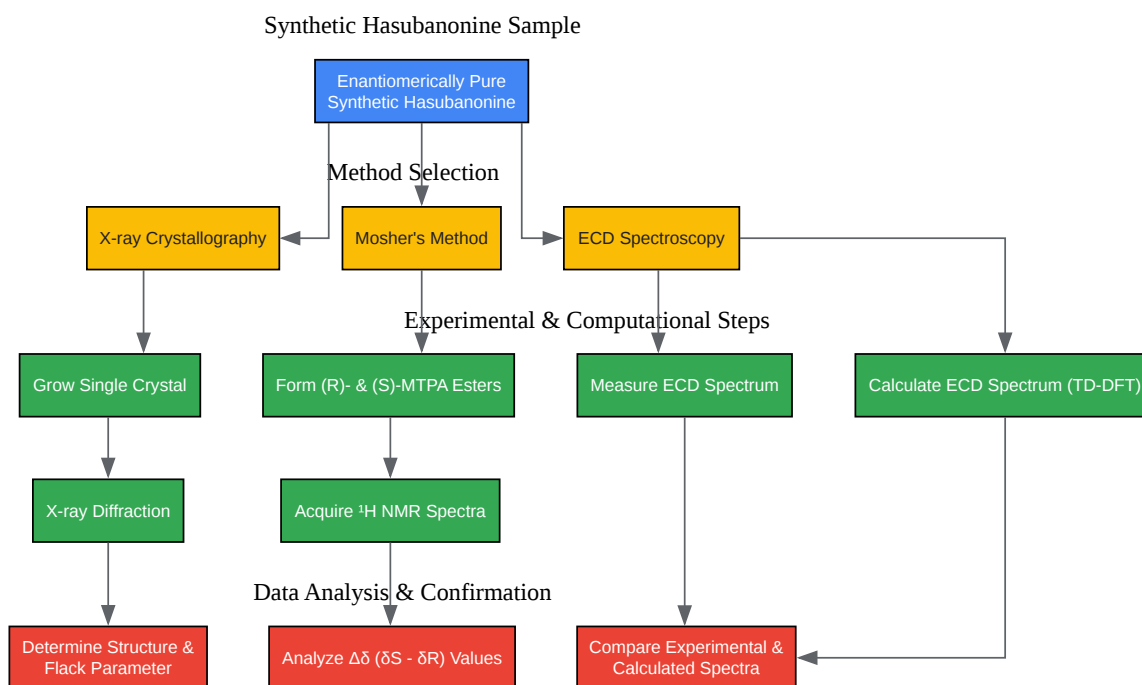 Synthetic Hasubanonine Sample
Enantiomerically Pure
Synthetic Hasubanonine
Method Selection
X-ray Crystallography
Mosher's Method
ECD Spectroscopy
Experimental & Computational Steps
Grow Single Crystal
Form (R)- & (S)-MTPA Esters
Measure ECD Spectrum
Calculate ECD Spectrum (TD-DFT)
X-ray Diffraction
Acquire ¹H NMR Spectra
Data Analysis & Confirmation
Determine Structure &
Flack Parameter
Analyze Δδ (δS - δR) Values
Compare Experimental &
Calculated Spectra